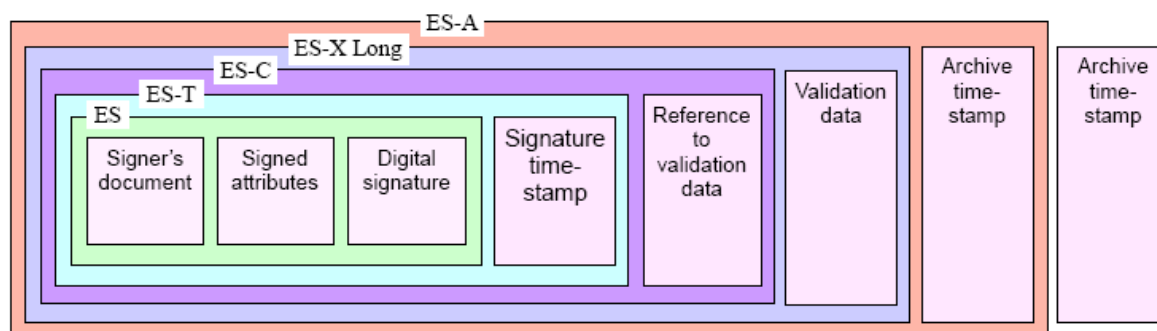 ES-A
ES-X Long
ES-C
ES-T
ES
Signer's
document
Signed
attributes
Digital
signature
Signature
time-
stamp
Reference
to
validation
data
Validation
data
Archive
time-
stamp
Archive
time-
stamp